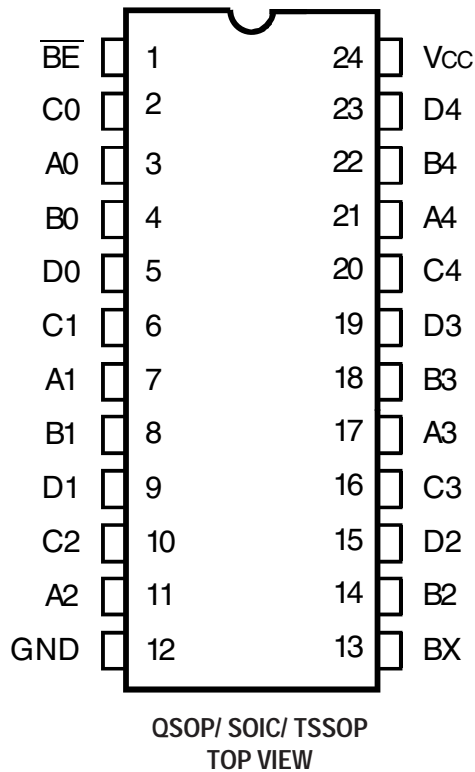 B̅E̅ 1 24 VCC
C0 2 23 D4
A0 3 22 B4
B0 4 21 A4
D0 5 20 C4
C1 6 19 D3
A1 7 18 B3
B1 8 17 A3
D1 9 16 C3
C2 10 15 D2
A2 11 14 B2
GND 12 13 BX
QSOP/ SOIC/ TSSOP
TOP VIEW